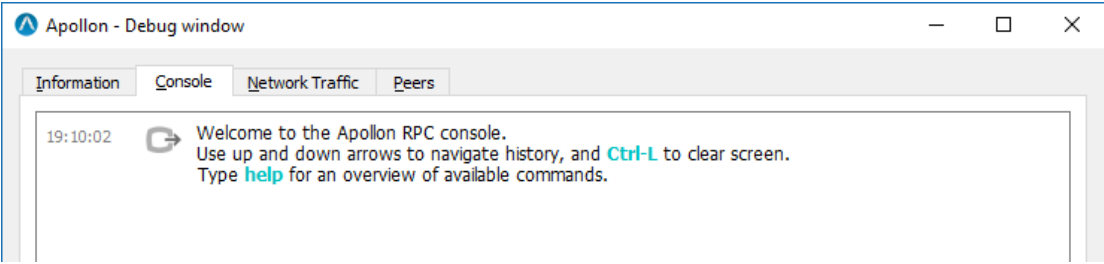 Apollon - Debug window
Information Console Network Traffic Peers
19:10:02 Welcome to the Apollon RPC console.
Use up and down arrows to navigate history, and Ctrl-L to clear screen.
Type help for an overview of available commands.